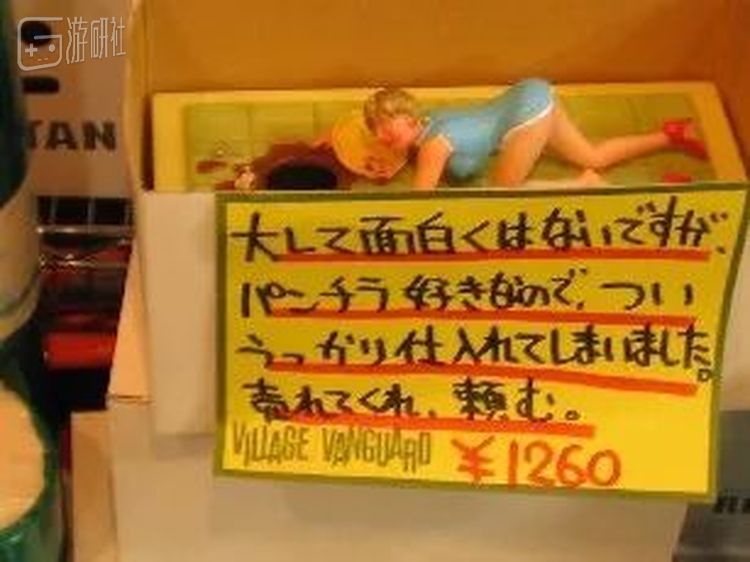 游研社
TAN
大して面白くはないですが、
パンチラ好きなので、つい
うっかり仕入れてしまいました。
売れてくれ、頼む。
VILLAGE VANGUARD ¥1260